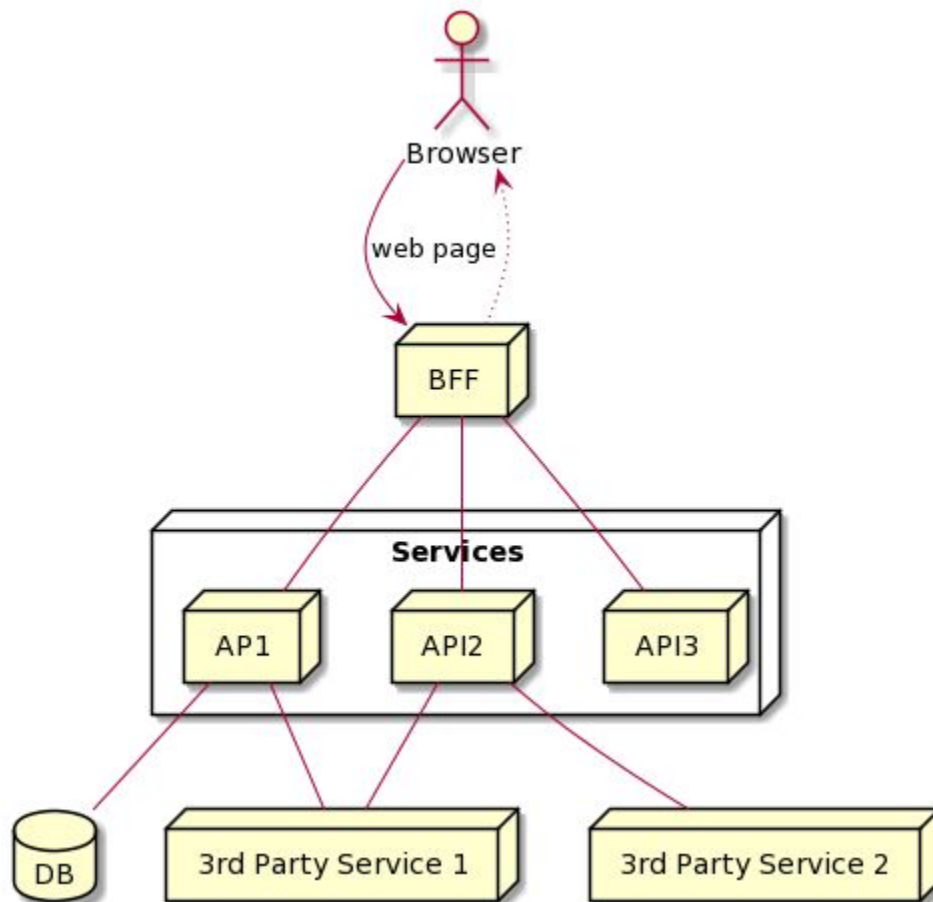 Browser
web page
BFF
Services
AP1
API2
API3
DB
3rd Party Service 1
3rd Party Service 2